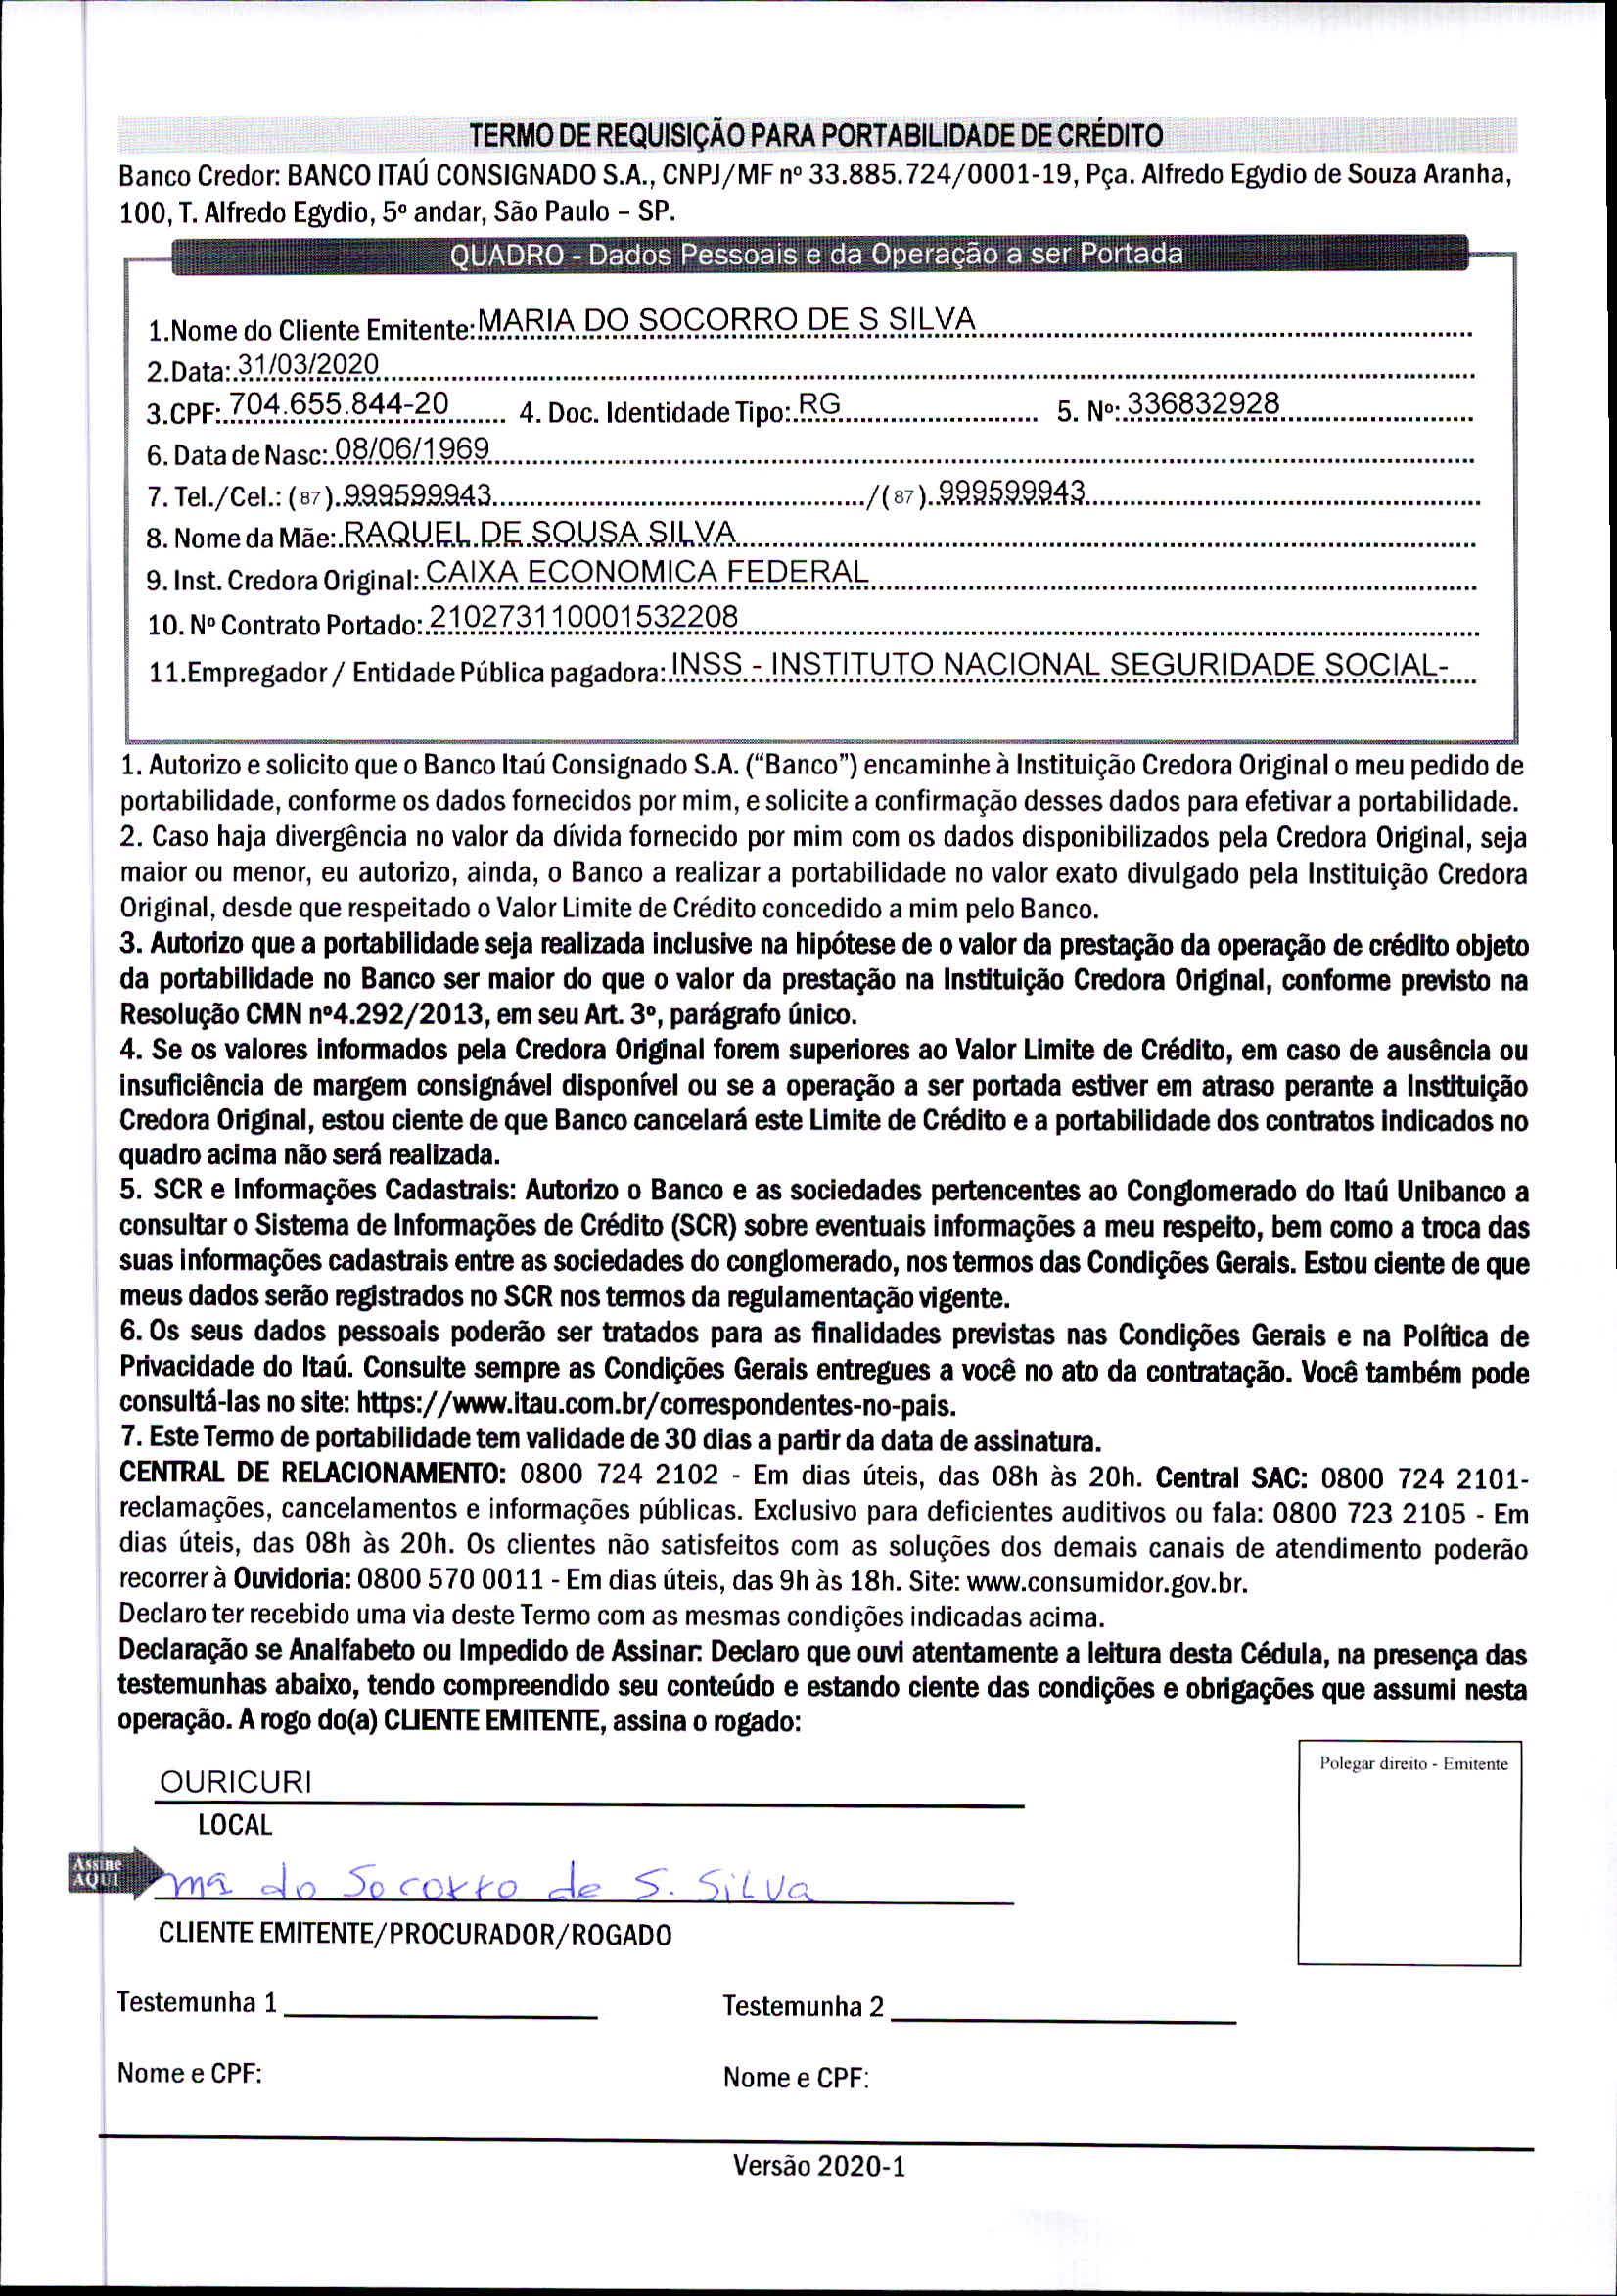 TERMO DE REQUISIÇÃO PARA PORTABILIDADE DE CRÉDITO
Banco Credor: BANCO ITAÚ CONSIGNADO S.A., CNPJ/MF nº 33.885.724/0001-19, Pça. Alfredo Egydio de Souza Aranha,
100, T. Alfredo Egydio, 5º andar, São Paulo – SP.
QUADRO - Dados Pessoais e da Operação a ser Portada
1.Nome do Cliente Emitente: MARIA DO SOCORRO DE S SILVA
2.Data: 31/03/2020
3.CPF: 704.655.844-20 4. Doc. Identidade Tipo: RG 5. Nº: 336832928
6. Data de Nasc: 08/06/1969
7. Tel./Cel.: (87) 999599943 /(87) 999599943
8. Nome da Mãe: RAQUEL DE SOUSA SILVA
9. Inst. Credora Original: CAIXA ECONOMICA FEDERAL
10. Nº Contrato Portado: 210273110001532208
11.Empregador / Entidade Pública pagadora: INSS - INSTITUTO NACIONAL SEGURIDADE SOCIAL-
1. Autorizo e solicito que o Banco Itaú Consignado S.A. (“Banco”) encaminhe à Instituição Credora Original o meu pedido de
portabilidade, conforme os dados fornecidos por mim, e solicite a confirmação desses dados para efetivar a portabilidade.
2. Caso haja divergência no valor da dívida fornecido por mim com os dados disponibilizados pela Credora Original, seja
maior ou menor, eu autorizo, ainda, o Banco a realizar a portabilidade no valor exato divulgado pela Instituição Credora
Original, desde que respeitado o Valor Limite de Crédito concedido a mim pelo Banco.
3. Autorizo que a portabilidade seja realizada inclusive na hipótese de o valor da prestação da operação de crédito objeto
da portabilidade no Banco ser maior do que o valor da prestação na Instituição Credora Original, conforme previsto na
Resolução CMN nº4.292/2013, em seu Art. 3º, parágrafo único.
4. Se os valores informados pela Credora Original forem superiores ao Valor Limite de Crédito, em caso de ausência ou
insuficiência de margem consignável disponível ou se a operação a ser portada estiver em atraso perante a Instituição
Credora Original, estou ciente de que Banco cancelará este Limite de Crédito e a portabilidade dos contratos indicados no
quadro acima não será realizada.
5. SCR e Informações Cadastrais: Autorizo o Banco e as sociedades pertencentes ao Conglomerado do Itaú Unibanco a
consultar o Sistema de Informações de Crédito (SCR) sobre eventuais informações a meu respeito, bem como a troca das
suas informações cadastrais entre as sociedades do conglomerado, nos termos das Condições Gerais. Estou ciente de que
meus dados serão registrados no SCR nos termos da regulamentação vigente.
6. Os seus dados pessoais poderão ser tratados para as finalidades previstas nas Condições Gerais e na Política de
Privacidade do Itaú. Consulte sempre as Condições Gerais entregues a você no ato da contratação. Você também pode
consultá-las no site: https://www.itau.com.br/correspondentes-no-pais.
7. Este Termo de portabilidade tem validade de 30 dias a partir da data de assinatura.
CENTRAL DE RELACIONAMENTO: 0800 724 2102 - Em dias úteis, das 08h às 20h. Central SAC: 0800 724 2101-
reclamações, cancelamentos e informações públicas. Exclusivo para deficientes auditivos ou fala: 0800 723 2105 - Em
dias úteis, das 08h às 20h. Os clientes não satisfeitos com as soluções dos demais canais de atendimento poderão
recorrer à Ouvidoria: 0800 570 0011 - Em dias úteis, das 9h às 18h. Site: www.consumidor.gov.br.
Declaro ter recebido uma via deste Termo com as mesmas condições indicadas acima.
Declaração se Analfabeto ou Impedido de Assinar: Declaro que ouvi atentamente a leitura desta Cédula, na presença das
testemunhas abaixo, tendo compreendido seu conteúdo e estando ciente das condições e obrigações que assumi nesta
operação. A rogo do(a) CLIENTE EMITENTE, assina o rogado:
Polegar direito - Emitente
OURICURI
LOCAL
Assine
AQUI
mª do Socorro de S. Silva
CLIENTE EMITENTE/PROCURADOR/ROGADO
Testemunha 1 Testemunha 2
Nome e CPF: Nome e CPF:
Versão 2020-1